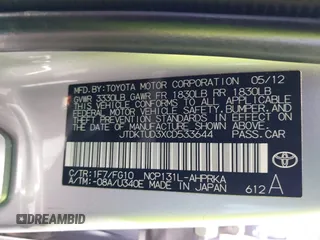 MFD.BY:TOYOTA MOTOR CORPORATION 05/12
GVWR 3330LB GAWR FR 1830LB RR 1830LB
THIS VEHICLE CONFORMS TO ALL APPLICABLE
FEDERAL MOTOR VEHICLE SAFETY, BUMPER, AND
THEFT PREVENTION STANDARDS IN EFFECT ON
THE DATE OF MANUFACTURE SHOWN ABOVE.
JTDKTUD3XCD533644 PASS.CAR
C/TR:1F7/FG10 NCP131L-AHPRKA
A/TM:-08A/U340E MADE IN JAPAN
612A
TOYOTA
DREAMBID